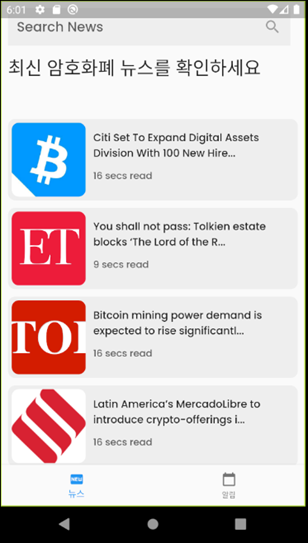 6:01
Search News
최신 암호화폐 뉴스를 확인하세요
Citi Set To Expand Digital Assets
Division With 100 New Hire...
16 secs read
ET
You shall not pass: Tolkien estate
blocks ‘The Lord of the R...
9 secs read
TOI
Bitcoin mining power demand is
expected to rise significantl...
16 secs read
Latin America’s MercadoLibre to
introduce crypto-offerings i...
16 secs read
NEW
뉴스
알림